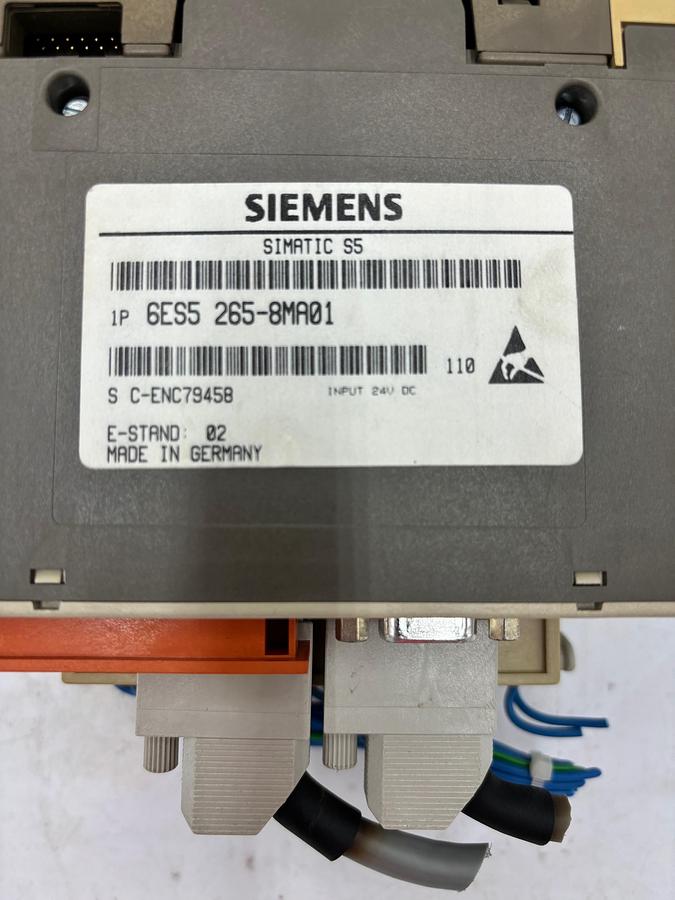 SIEMENS
SIMATIC S5
1P 6ES5 265-8MA01
110
S C-ENC79458 INPUT 24V DC
E-STAND: 02
MADE IN GERMANY